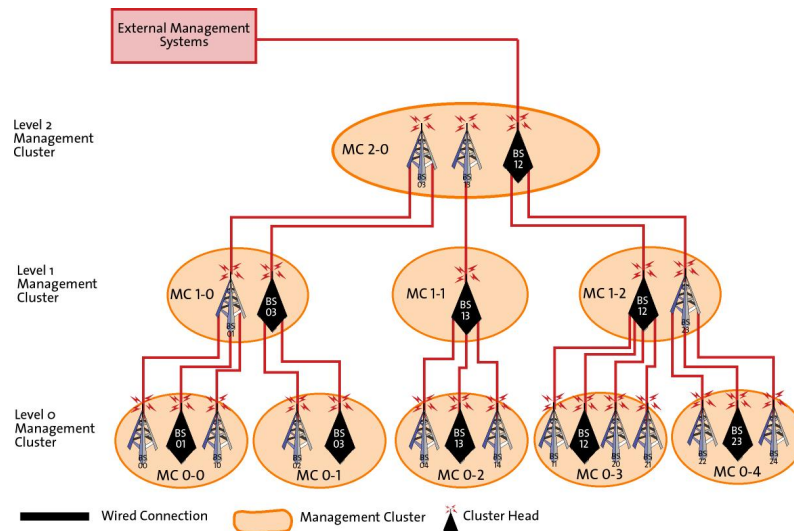 External Management
Systems
Level 2
Management
Cluster
MC 2-0
BS
03
BS
13
BS
12
Level 1
Management
Cluster
MC 1-0
BS
01
BS
03
MC 1-1
BS
13
MC 1-2
BS
12
BS
23
Level 0
Management
Cluster
BS
00
BS
01
BS
10
MC 0-0
BS
02
BS
03
MC 0-1
BS
04
BS
13
BS
14
MC 0-2
BS
11
BS
12
BS
20
BS
21
MC 0-3
BS
22
BS
23
BS
24
MC 0-4
Wired Connection
Management Cluster
Cluster Head